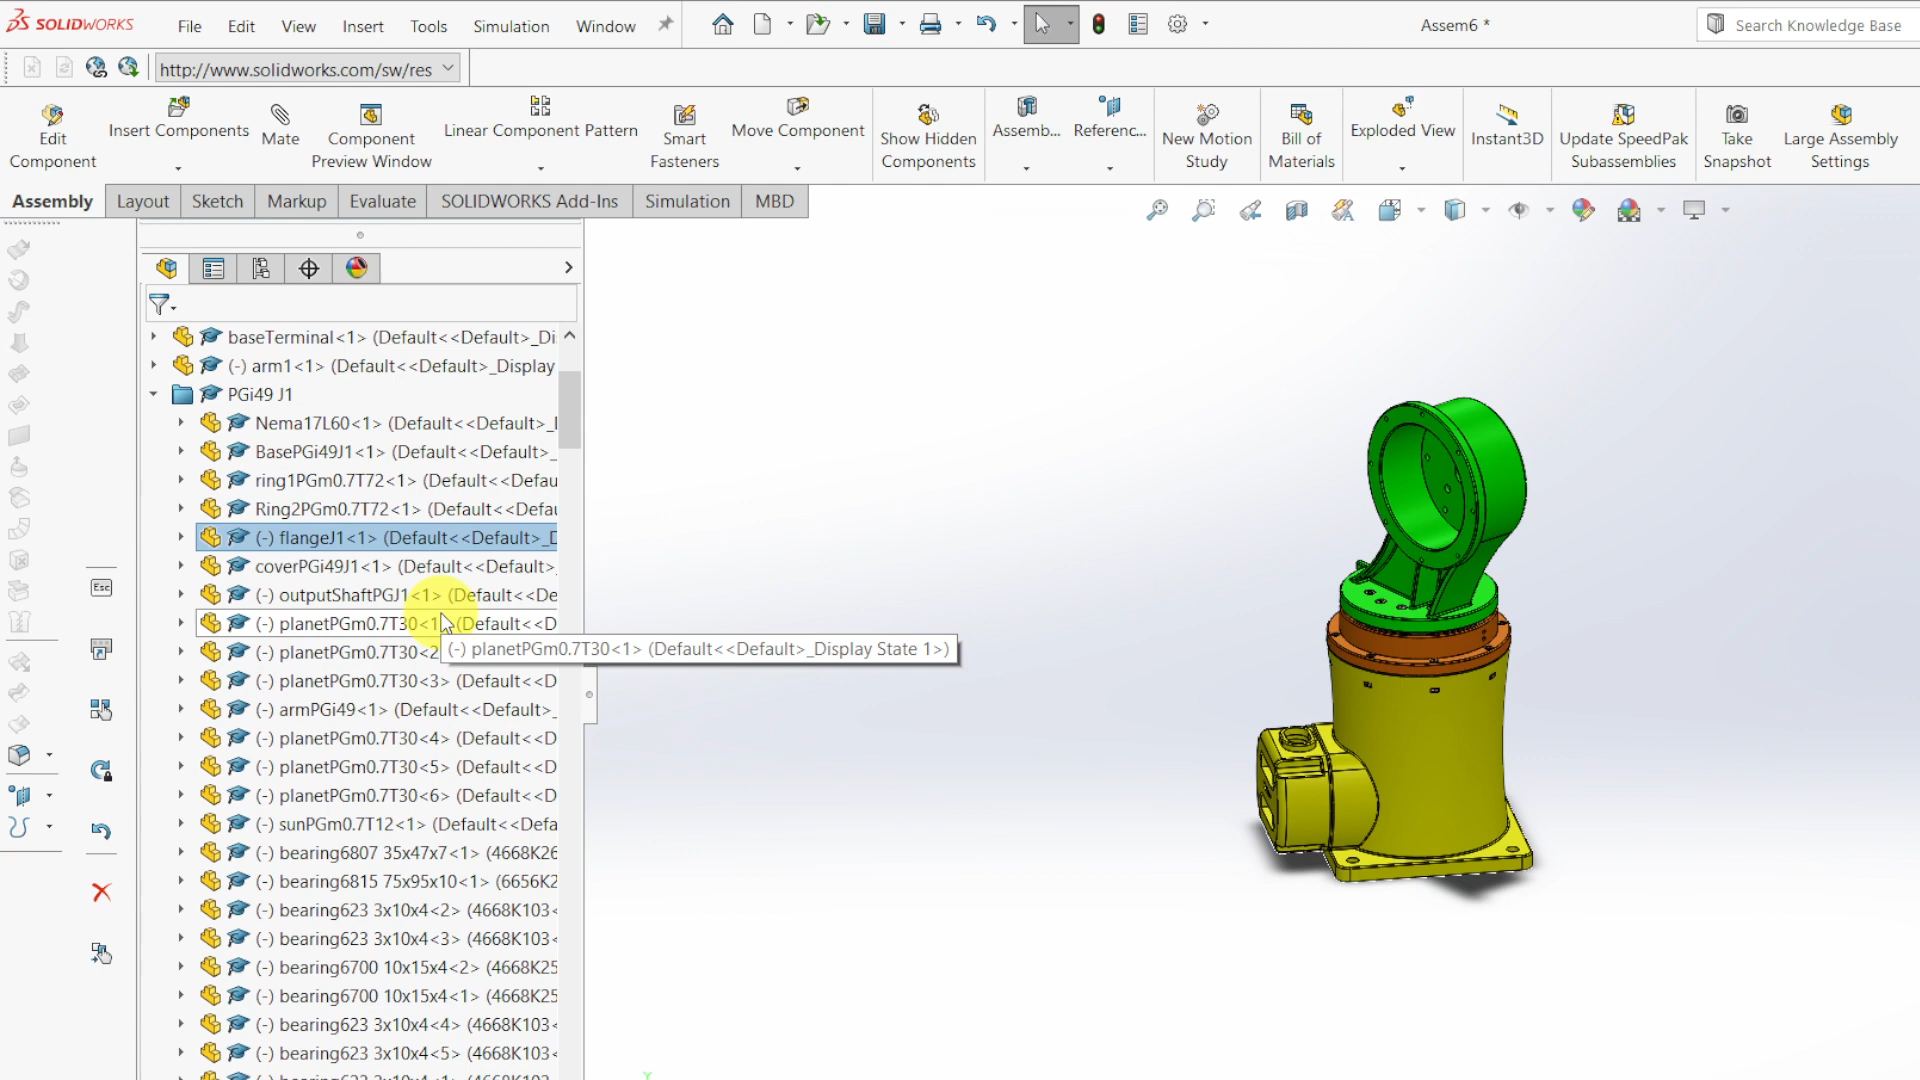 SOLIDWORKS File Edit View Insert Tools Simulation Window Assem6 * Search Knowledge Base
http://www.solidworks.com/sw/res
Edit Component
Insert Components
Mate
Component Preview Window
Linear Component Pattern
Smart Fasteners
Move Component
Show Hidden Components
Assemb...
Referenc...
New Motion Study
Bill of Materials
Exploded View
Instant3D
Update SpeedPak Subassemblies
Take Snapshot
Large Assembly Settings
Assembly Layout Sketch Markup Evaluate SOLIDWORKS Add-Ins Simulation MBD
baseTerminal<1> (Default<<Default>_Di
(-) arm1<1> (Default<<Default>_Display
PGi49 J1
Nema17L60<1> (Default<<Default>_
BasePGi49J1<1> (Default<<Default>_
ring1PGm0.7T72<1> (Default<<Defau
Ring2PGm0.7T72<1> (Default<<Defau
(-) flangeJ1<1> (Default<<Default>_D
coverPGi49J1<1> (Default<<Default>_
(-) outputShaftPGJ1<1> (Default<<De
(-) planetPGm0.7T30<1> (Default<<D
(-) planetPGm0.7T30<2
(-) planetPGm0.7T30<1> (Default<<Default>_Display State 1>)
(-) planetPGm0.7T30<3> (Default<<D
(-) armPGi49<1> (Default<<Default>_
(-) planetPGm0.7T30<4> (Default<<D
(-) planetPGm0.7T30<5> (Default<<D
(-) planetPGm0.7T30<6> (Default<<D
(-) sunPGm0.7T12<1> (Default<<Defa
(-) bearing6807 35x47x7<1> (4668K26
(-) bearing6815 75x95x10<1> (6656K2
(-) bearing623 3x10x4<2> (4668K103<
(-) bearing623 3x10x4<3> (4668K103<
(-) bearing6700 10x15x4<2> (4668K25
(-) bearing6700 10x15x4<1> (4668K25
(-) bearing623 3x10x4<4> (4668K103<
(-) bearing623 3x10x4<5> (4668K103<
Esc
Y